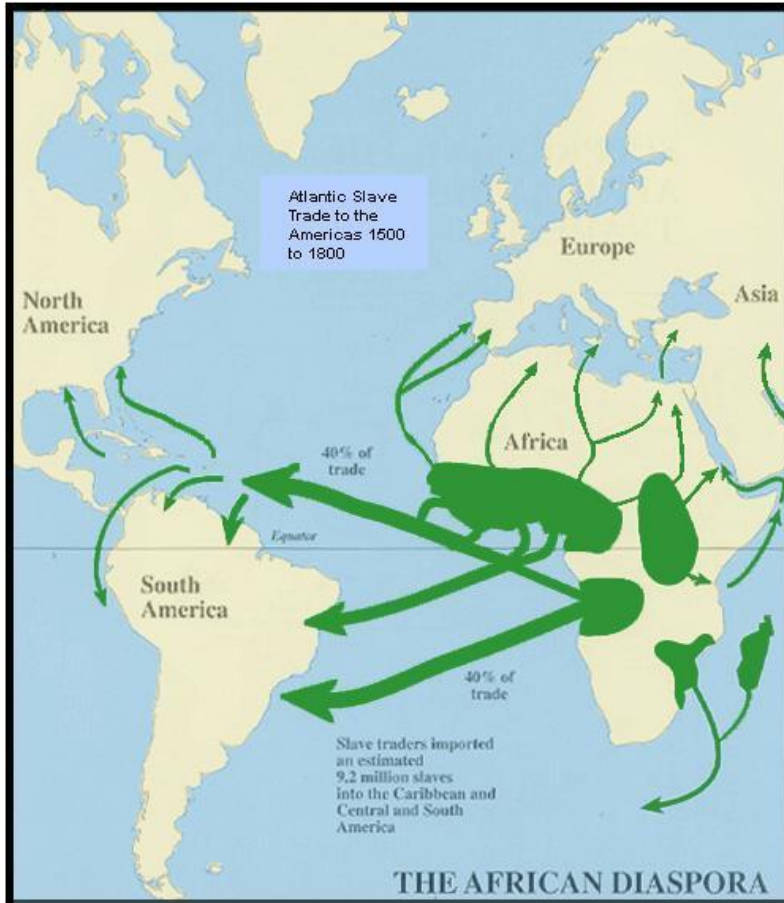 Atlantic Slave
Trade to the
Americas 1500
to 1800
Europe
North
America
Asia
Africa
40% of
trade
Equator
South
America
40% of
trade
Slave traders imported
an estimated
9.2 million slaves
into the Caribbean and
Central and South
America
THE AFRICAN DIASPORA